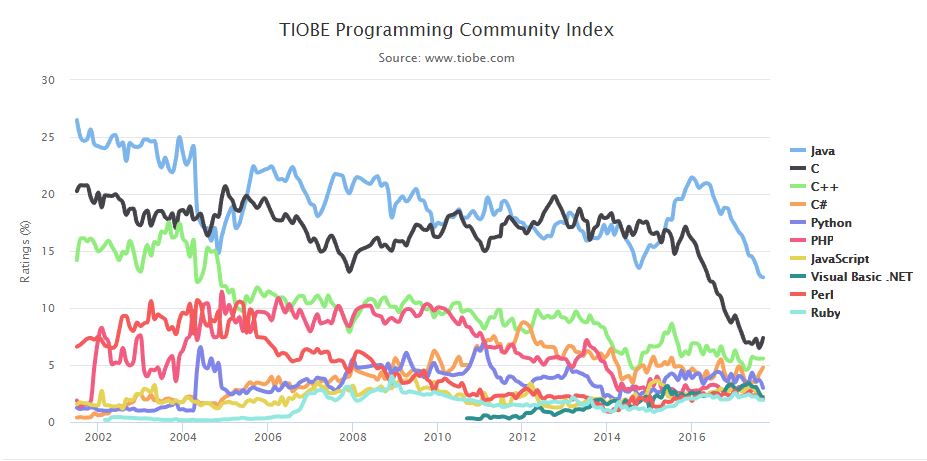 TIOBE Programming Community Index
Source: www.tiobe.com
Ratings (%)
30
25
20
15
10
5
0
2002 2004 2006 2008 2010 2012 2014 2016
Java
C
C++
C#
Python
PHP
JavaScript
Visual Basic .NET
Perl
Ruby